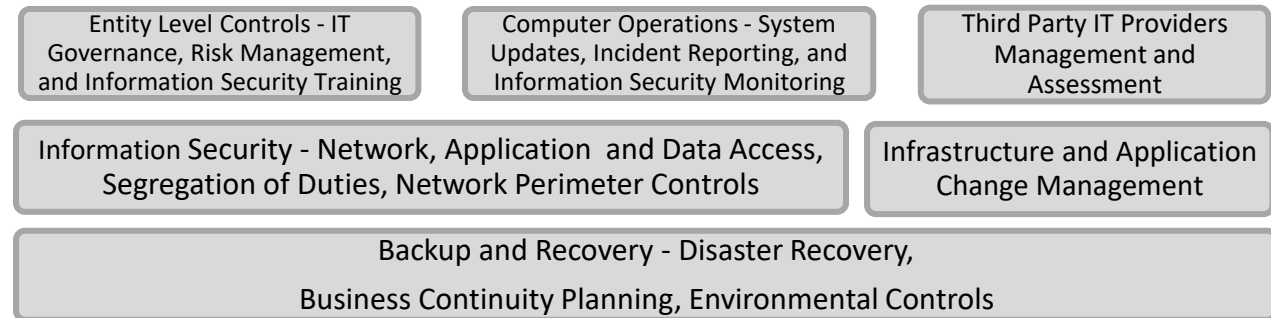 Entity Level Controls - IT
Governance, Risk Management,
and Information Security Training
Computer Operations - System
Updates, Incident Reporting, and
Information Security Monitoring
Third Party IT Providers
Management and
Assessment
Information Security - Network, Application and Data Access,
Segregation of Duties, Network Perimeter Controls
Infrastructure and Application
Change Management
Backup and Recovery - Disaster Recovery,
Business Continuity Planning, Environmental Controls